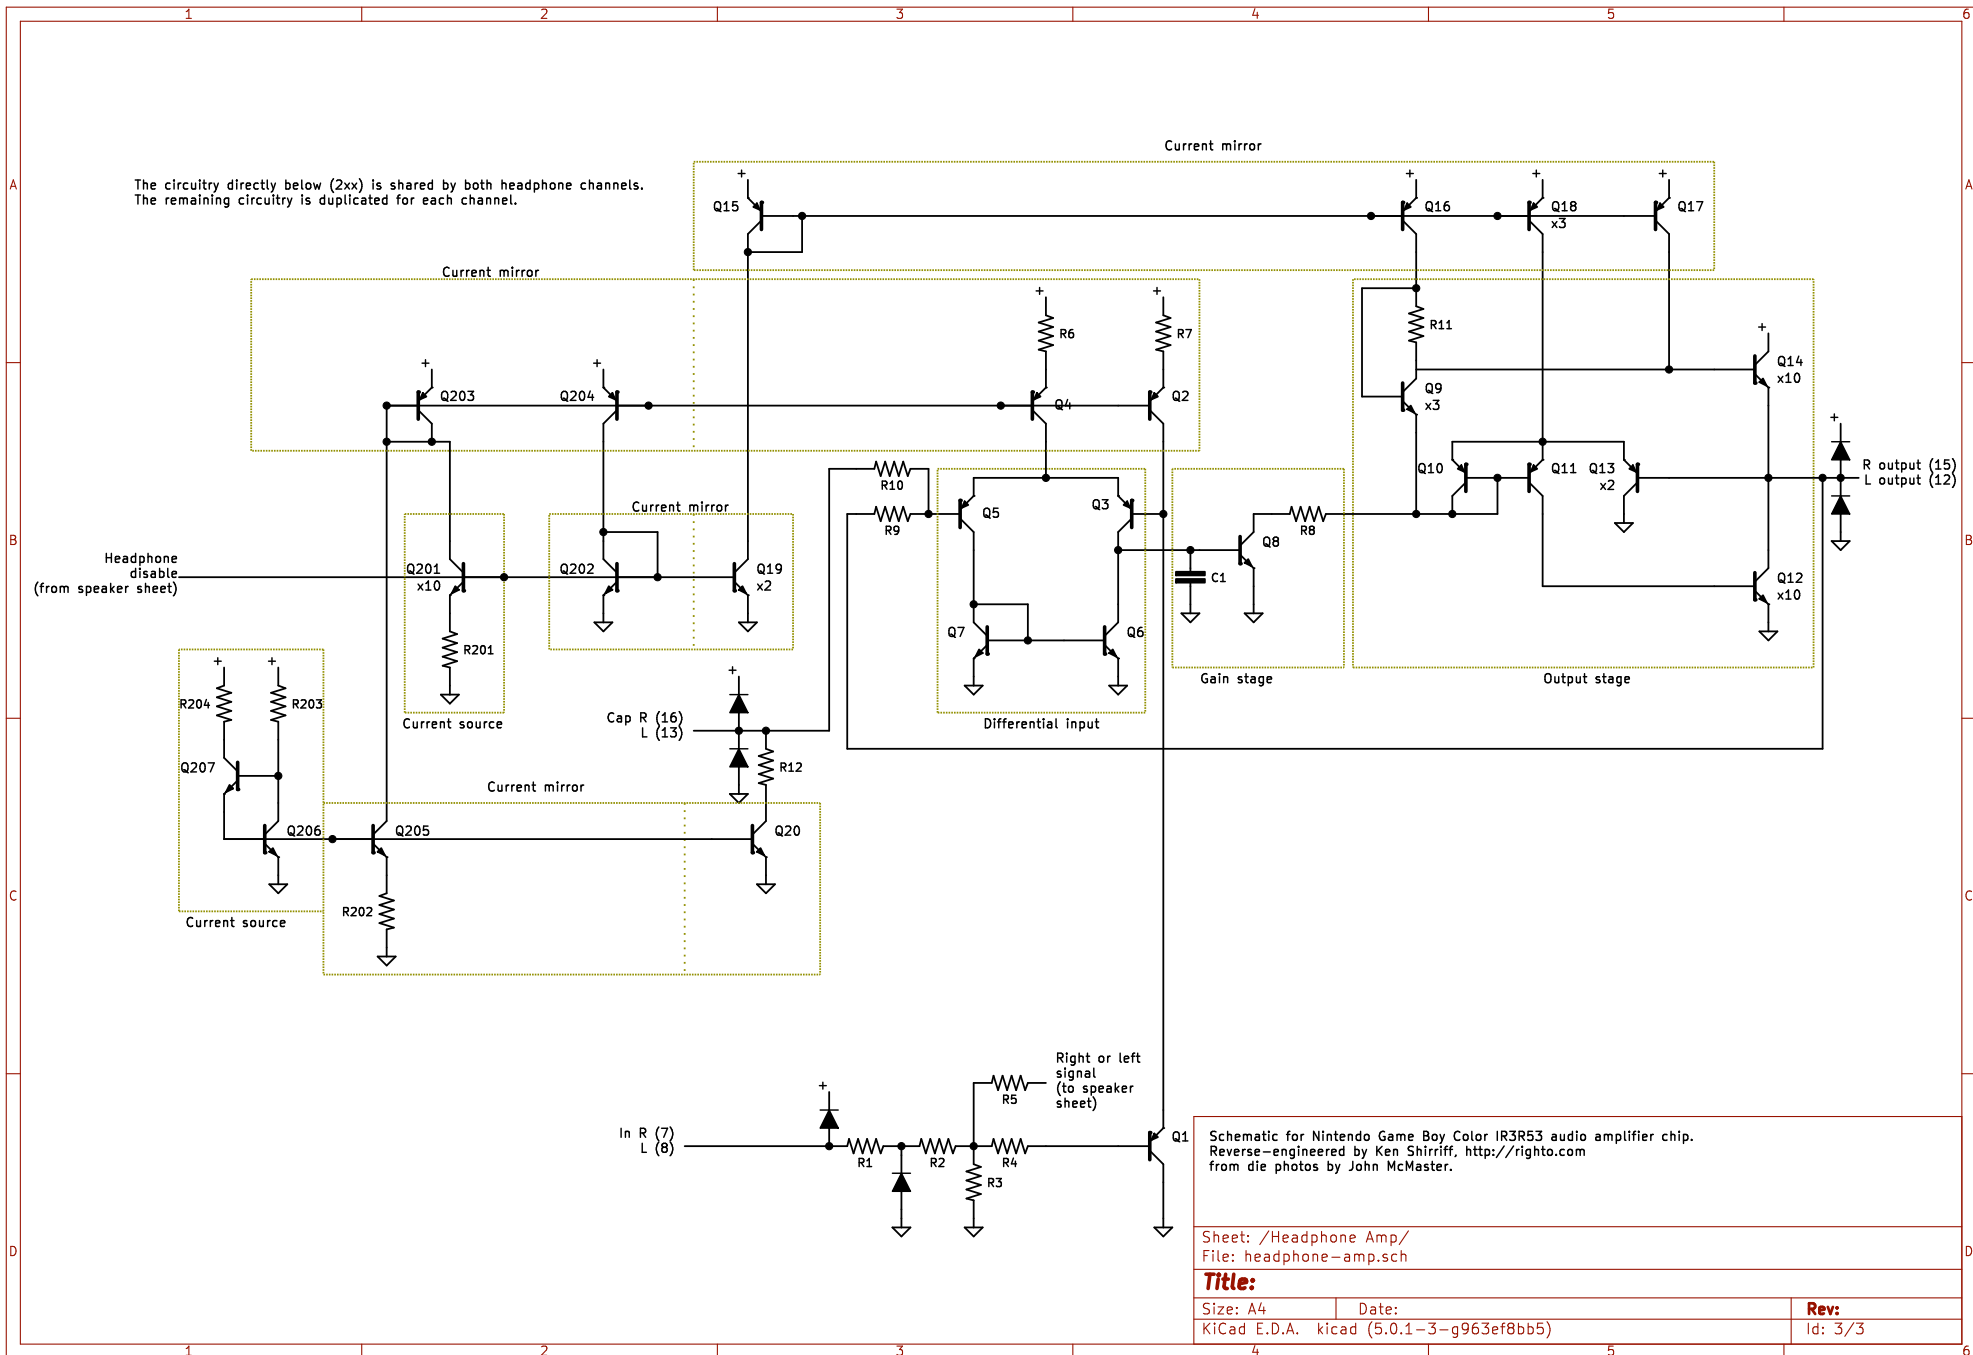 1 2 3 4 5 6
Current mirror
A A
The circuitry directly below (2xx) is shared by both headphone channels.
The remaining circuitry is duplicated for each channel.
+ + + +
Q15 Q16 Q18 Q17
x3
Current mirror
+ +
R6 R7 R11
+
+ + Q14
x10
Q203 Q204 Q4 Q2 Q9
x3
+
R10 Q10 Q11 Q13
x2
R output (15)
L output (12)
Current mirror
Q5 Q3
R9 R8
B B
Q8
Headphone
disable
(from speaker sheet)
Q201
x10
Q202 Q19
x2
C1 Q12
x10
Q7 Q6
R201
+ + +
Gain stage Output stage
R204 R203
Current source
Cap R (16)
L (13)
Differential input
Q207 R12
Current mirror
Q206 Q205 Q20
C C
R202
Current source
Right or left
signal
(to speaker
sheet)
+
R5
In R (7)
L (8)
Q1
R1 R2 R4
R3
Schematic for Nintendo Game Boy Color IR3R53 audio amplifier chip.
Reverse-engineered by Ken Shirriff, http://righto.com
from die photos by John McMaster.
D D
Sheet: /Headphone Amp/
File: headphone-amp.sch
Title:
Size: A4 Date: Rev:
KiCad E.D.A. kicad (5.0.1-3-g963ef8bb5) Id: 3/3
1 2 3 4 5 6